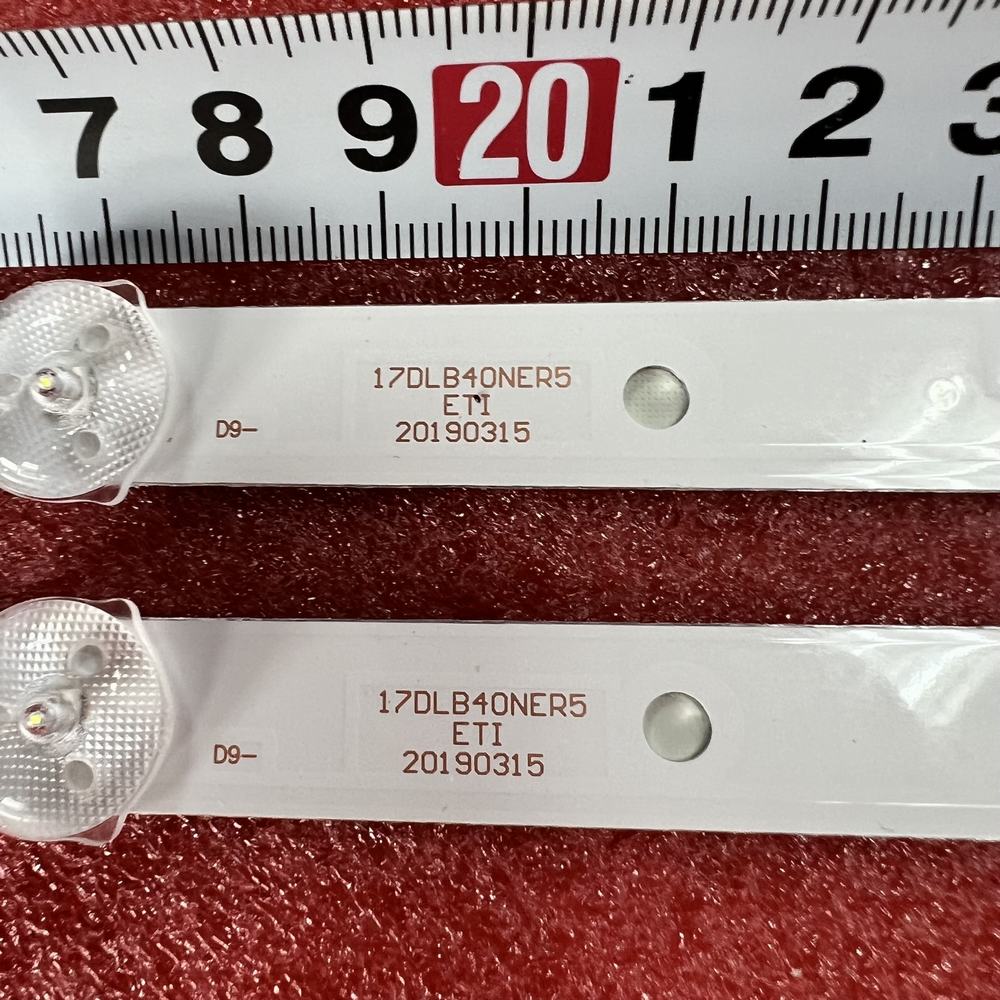 7 8 9 20 1 2 3
17DLB40NER5
ETI
D9- 20190315
17DLB40NER5
ETI
D9- 20190315